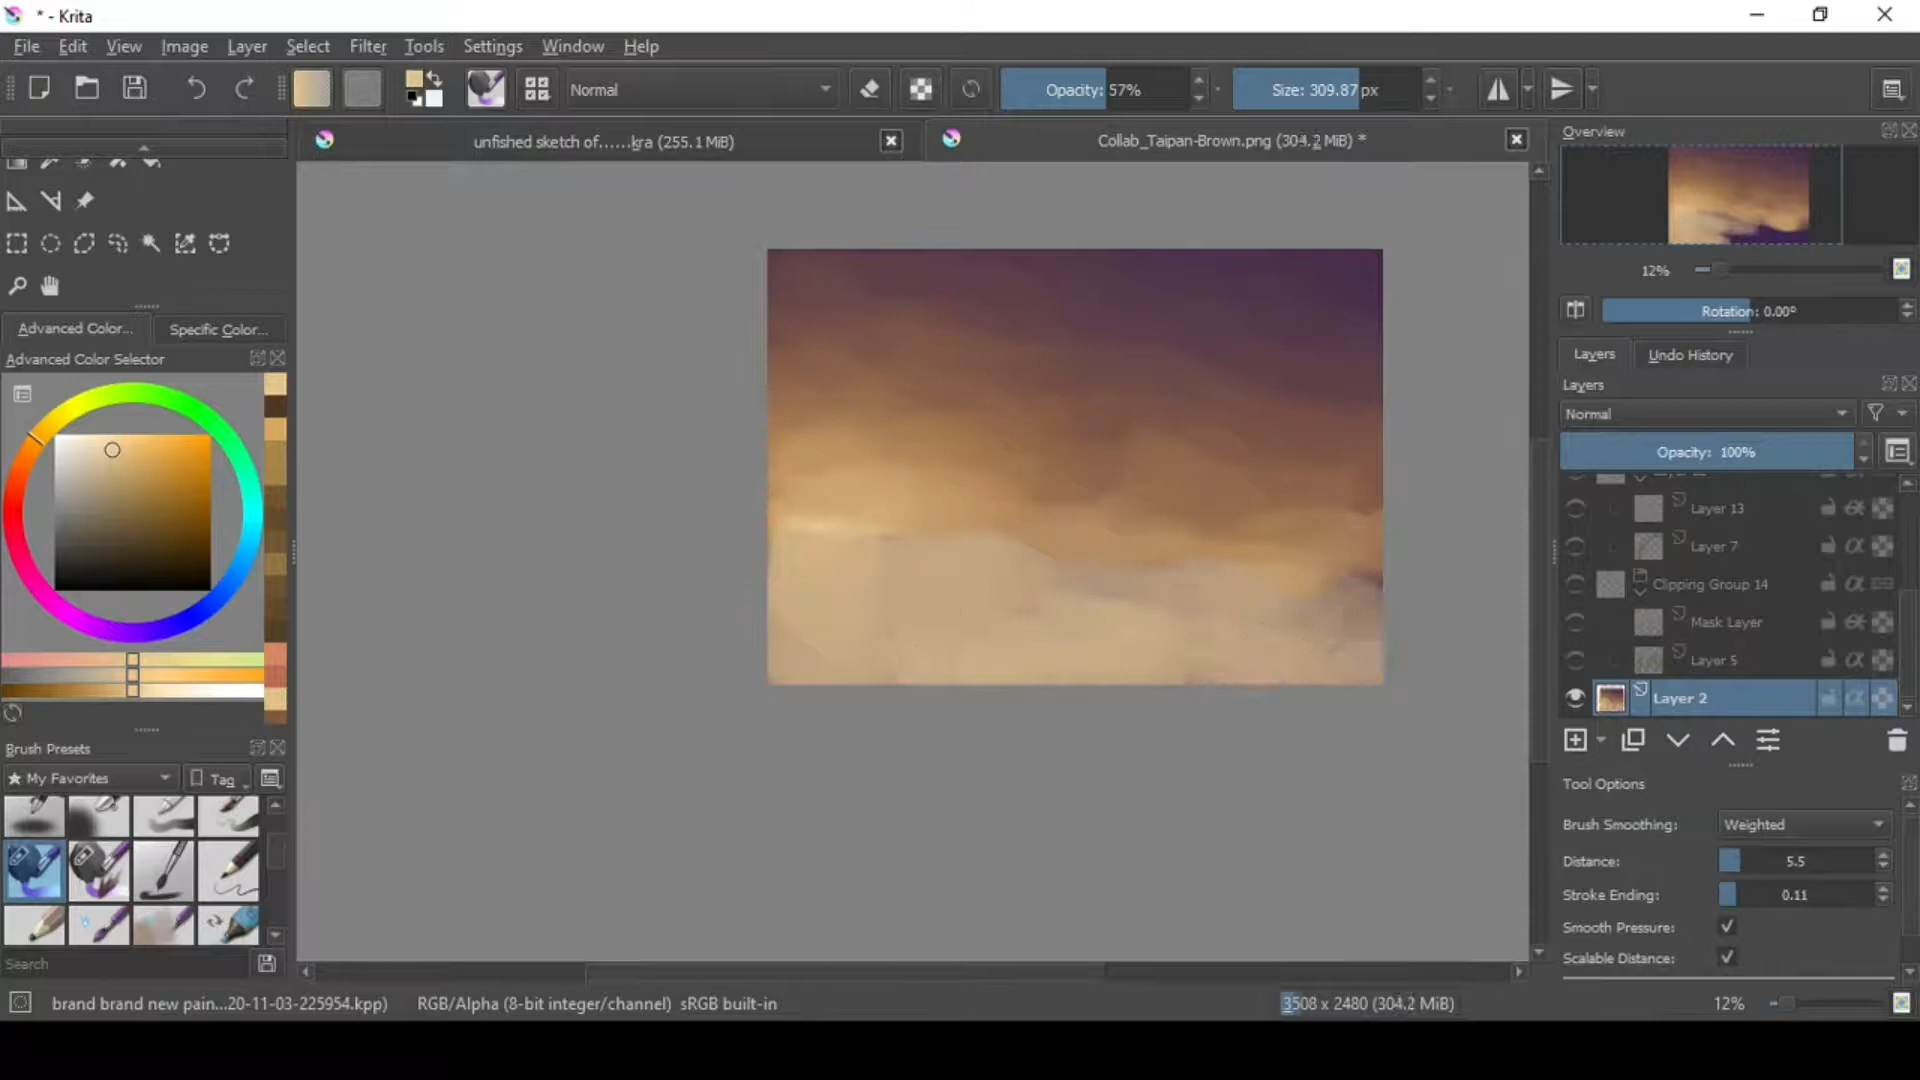 * - Krita
File Edit View Image Layer Select Filter Tools Settings Window Help
Normal Opacity: 57% Size: 309.87 px
unfished sketch of......kra (255.1 MiB) Collab_Taipan-Brown.png (304.2 MiB) *
Overview
12%
Rotation: 0.00°
Advanced Color... Specific Color...
Advanced Color Selector
Layers Undo History
Layers
Normal
Opacity: 100%
Layer 13
Layer 7
Clipping Group 14
Mask Layer
Layer 5
Layer 2
Brush Presets
My Favorites Tag
Search
Tool Options
Brush Smoothing: Weighted
Distance: 5.5
Stroke Ending: 0.11
Smooth Pressure:
Scalable Distance:
brand brand new pain...20-11-03-225954.kpp) RGB/Alpha (8-bit integer/channel) sRGB built-in 3508 x 2480 (304.2 MiB) 12%